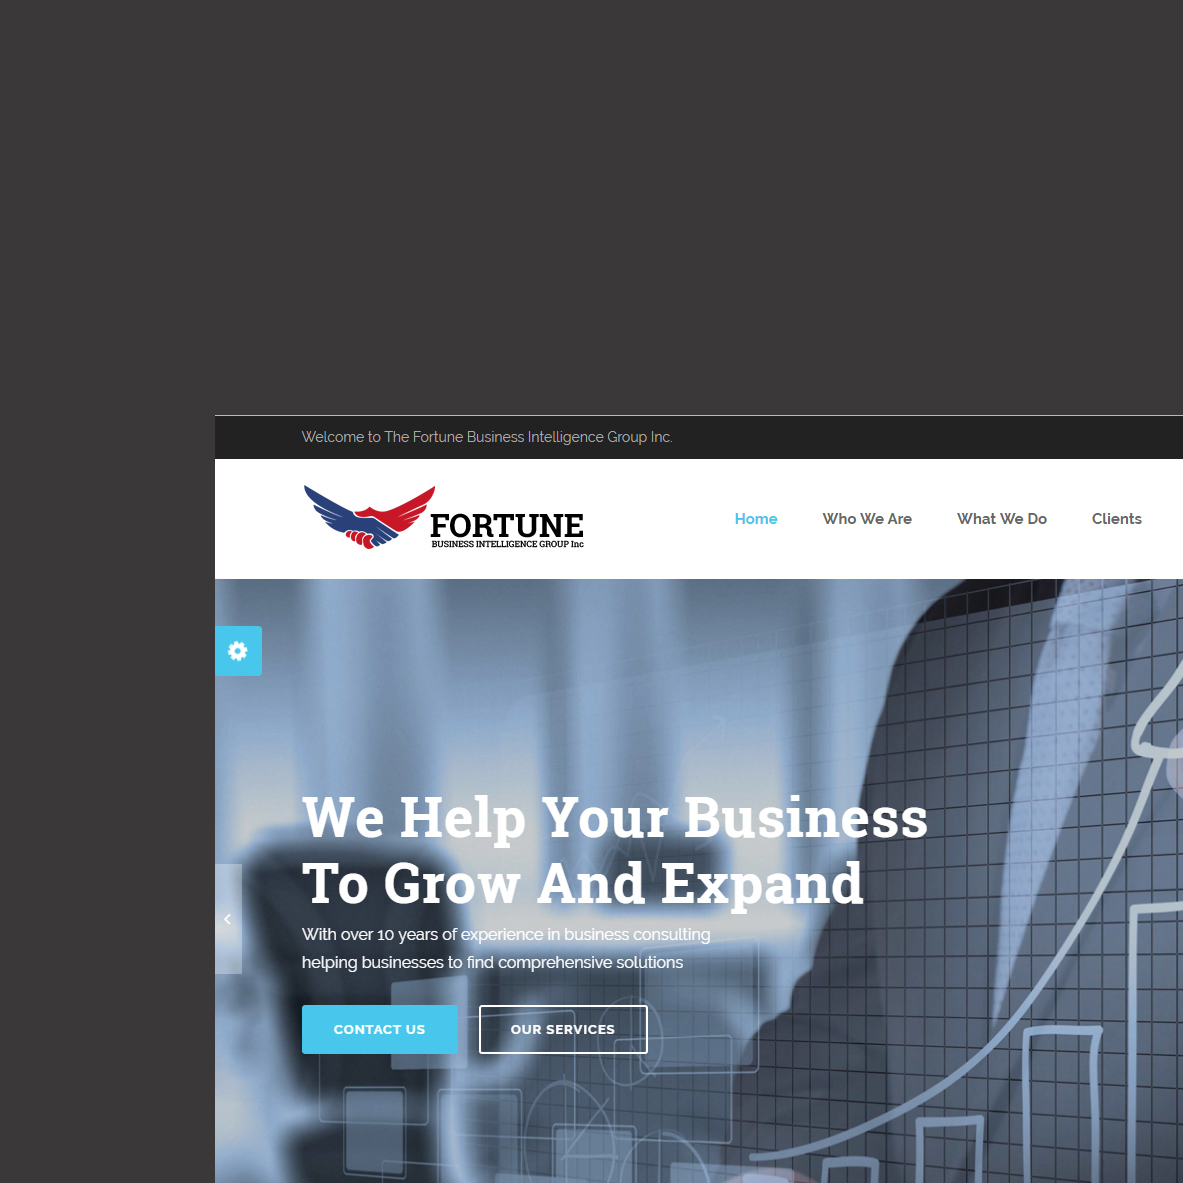 Welcome to The Fortune Business Intelligence Group Inc.
FORTUNE
BUSINESS INTELLIGENCE GROUP Inc
Home Who We Are What We Do Clients
We Help Your Business
To Grow And Expand
With over 10 years of experience in business consulting
helping businesses to find comprehensive solutions
CONTACT US OUR SERVICES